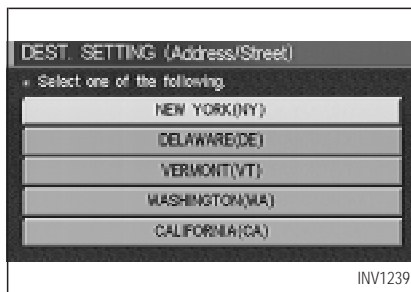 DEST. SETTING (Address/Street)
Select one of the following.
NEW YORK(NY)
DELAWARE(DE)
VERMONT(VT)
WASHINGTON(WA)
CALIFORNIA(CA)
INV1239